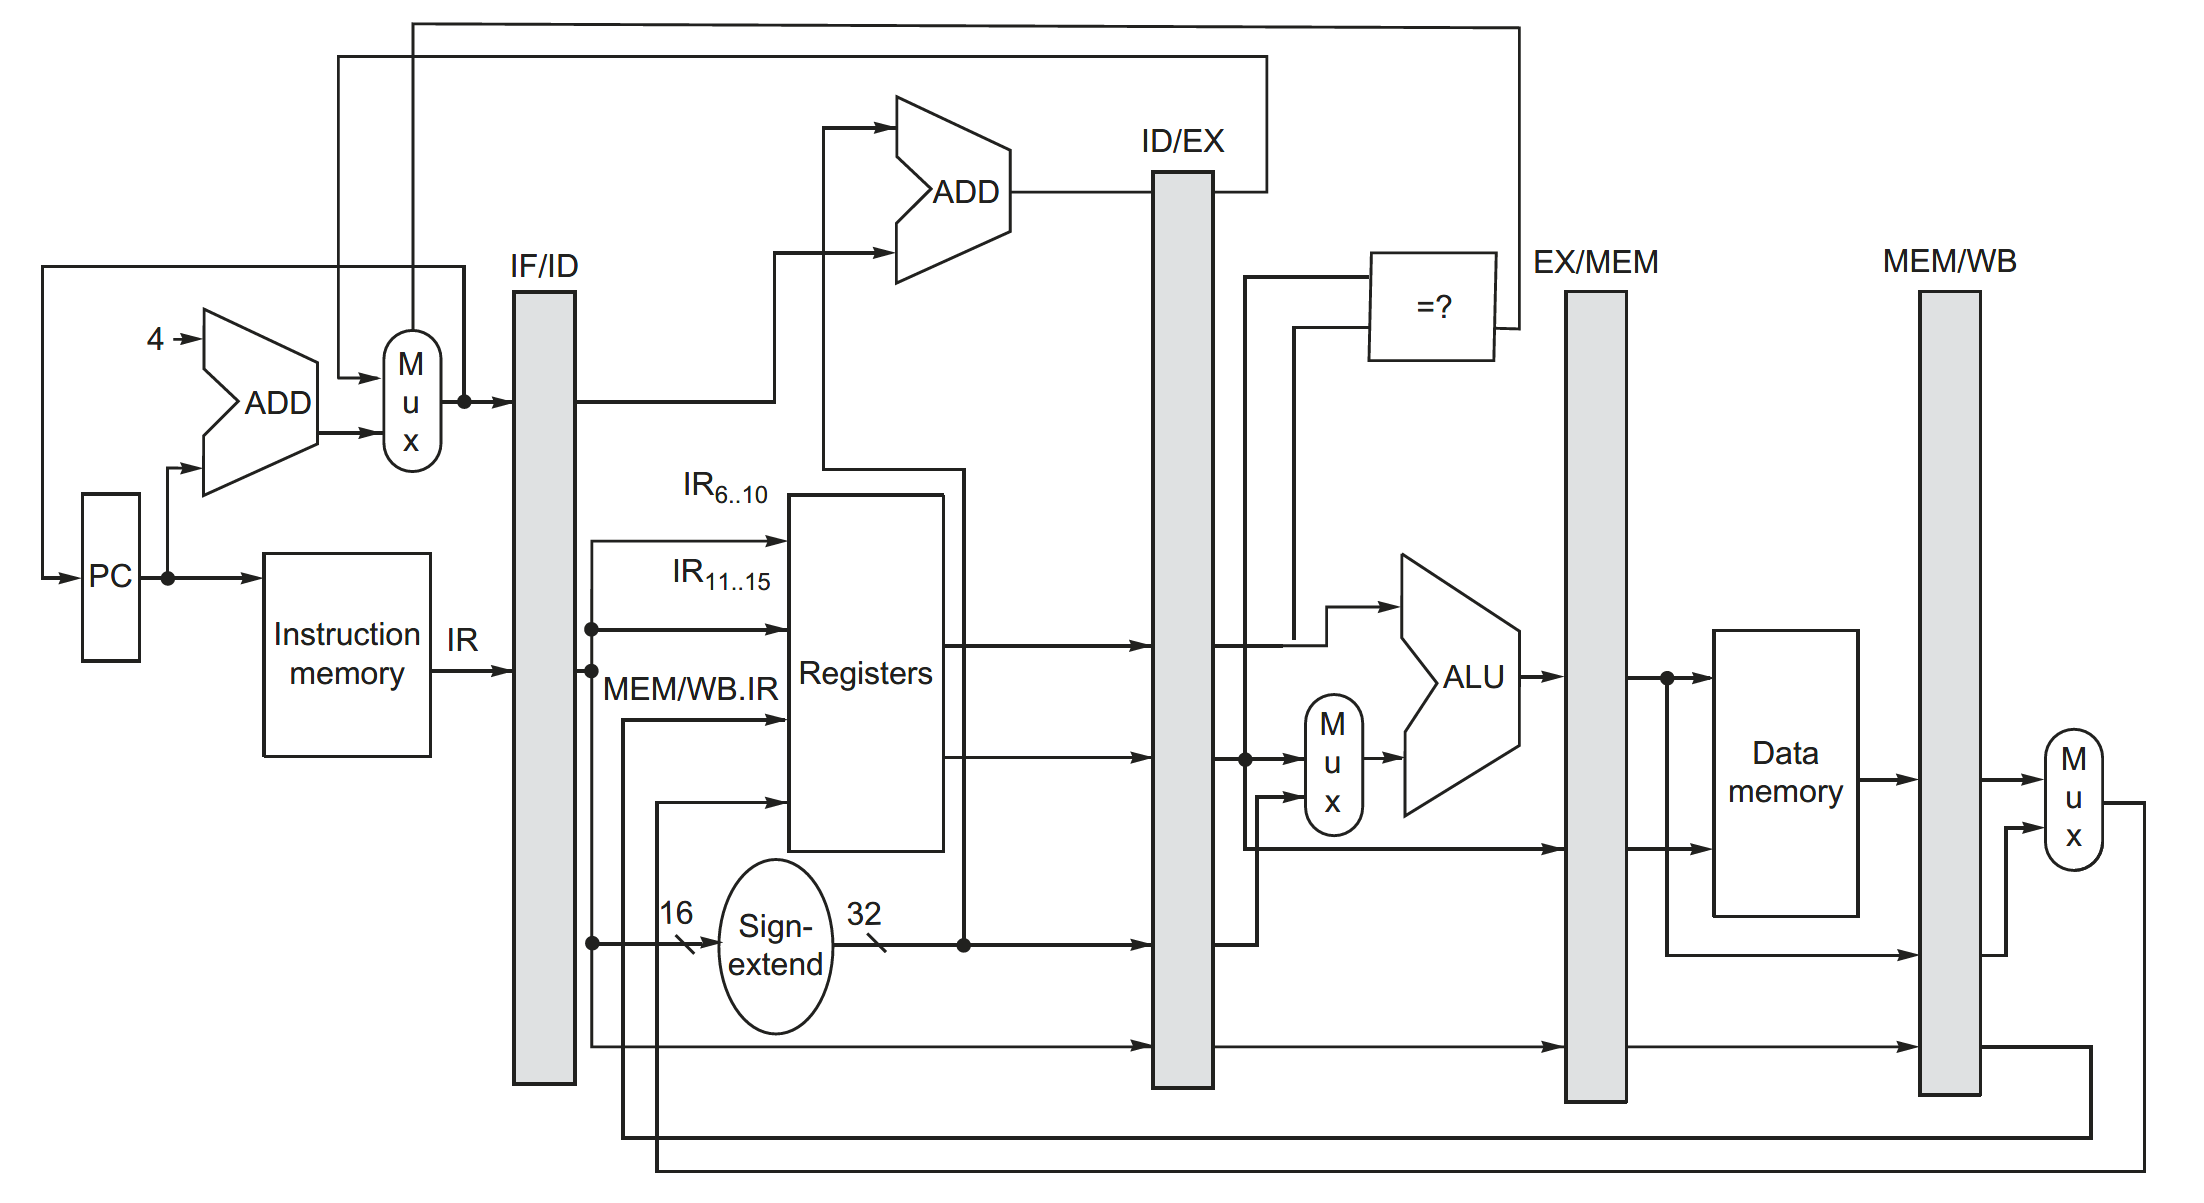 ADD
ID/EX
IF/ID
EX/MEM
MEM/WB
=?
4
ADD
M
u
x
IR6..10
PC
IR11..15
Instruction
memory
IR
MEM/WB.IR
Registers
ALU
M
u
x
Data
memory
M
u
x
16
32
Sign-
extend